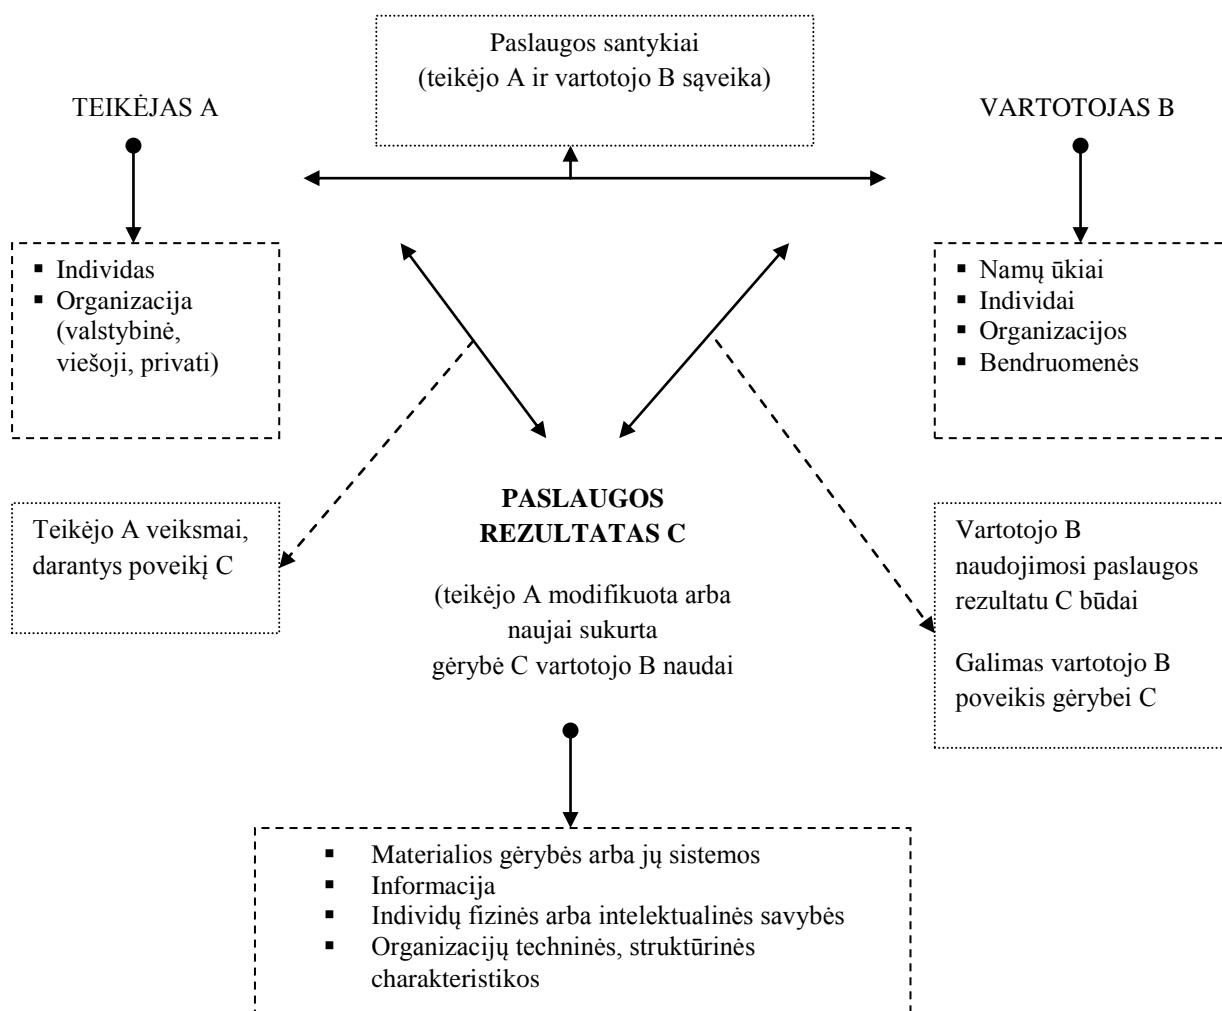 Paslaugos santykiai
(teikėjo A ir vartotojo B sąveika)
TEIKĖJAS A
VARTOTOJAS B
▪ Individas
▪ Organizacija
(valstybinė,
viešoji, privati)
▪ Namų ūkiai
▪ Individai
▪ Organizacijos
▪ Bendruomenės
Teikėjo A veiksmai,
darantys poveikį C
PASLAUGOS
REZULTATAS C
(teikėjo A modifikuota arba
naujai sukurta
gėrybė C vartotojo B naudai
Vartotojo B
naudojimosi paslaugos
rezultatu C būdai
Galimas vartotojo B
poveikis gėrybei C
▪ Materialios gėrybės arba jų sistemos
▪ Informacija
▪ Individų fizinės arba intelektualinės savybės
▪ Organizacijų techninės, struktūrinės
charakteristikos